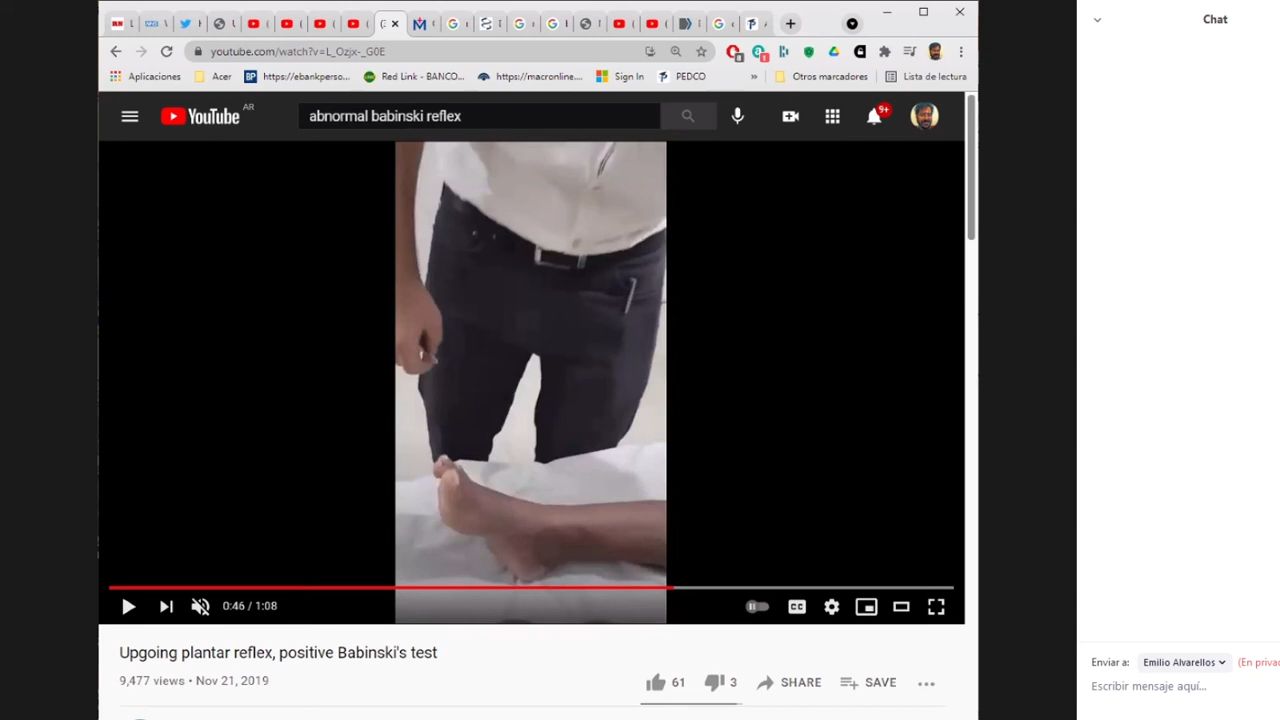 youtube.com/watch?v=L_Ozjx-_G0E
Aplicaciones Acer BP https://ebankperso... Red Link - BANCO... https://macronline.... Sign In PEDCO » Otros marcadores Lista de lectura
YouTube AR
abnormal babinski reflex
9+
0:46 / 1:08
CC
Upgoing plantar reflex, positive Babinski's test
9,477 views • Nov 21, 2019
61 3 SHARE SAVE
Chat
Enviar a: Emilio Alvarellos (En priva
Escribir mensaje aquí...